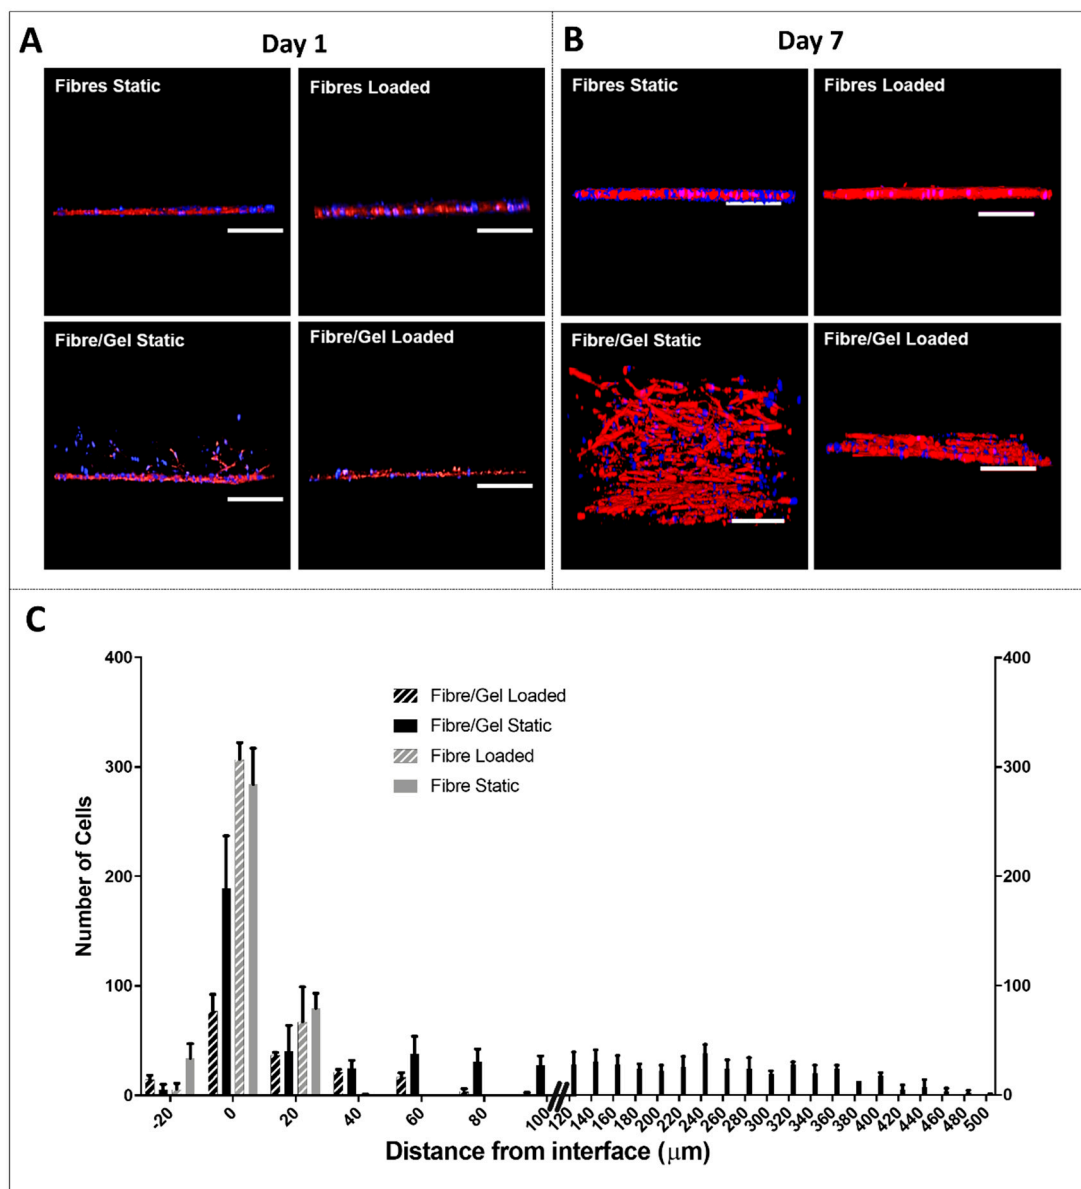 A
Day 1
B
Day 7
Fibres Static
Fibres Loaded
Fibres Static
Fibres Loaded
Fibre/Gel Static
Fibre/Gel Loaded
Fibre/Gel Static
Fibre/Gel Loaded
C
400
400
Fibre/Gel Loaded
Fibre/Gel Static
Fibre Loaded
Fibre Static
300
300
Number of Cells
200
200
100
100
0
0
-20 0 20 40 60 80 100 120 140 160 180 200 220 240 260 280 300 320 340 360 380 400 420 440 460 480 500
Distance from interface (μm)